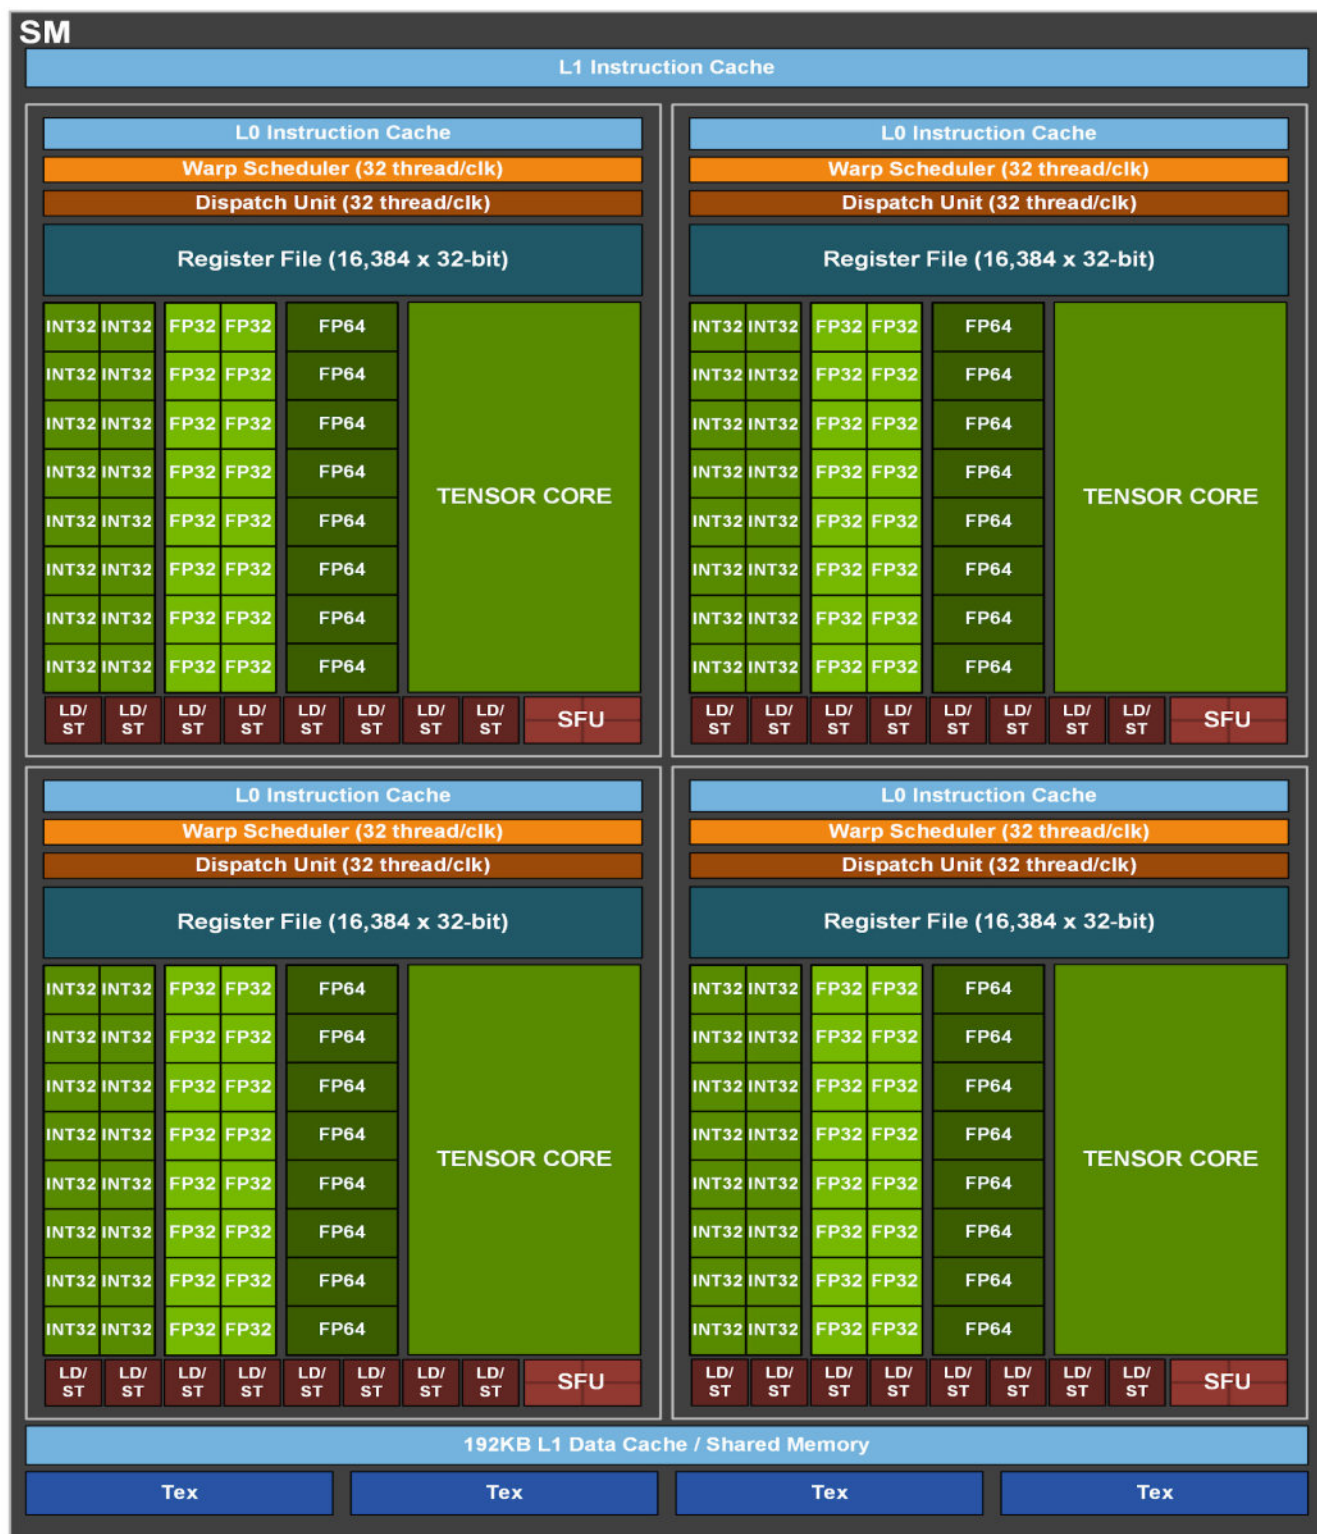 SM
L1 Instruction Cache
L0 Instruction Cache L0 Instruction Cache
Warp Scheduler (32 thread/clk) Warp Scheduler (32 thread/clk)
Dispatch Unit (32 thread/clk) Dispatch Unit (32 thread/clk)
Register File (16,384 x 32-bit) Register File (16,384 x 32-bit)
INT32 INT32 FP32 FP32 FP64 INT32 INT32 FP32 FP32 FP64
INT32 INT32 FP32 FP32 FP64 INT32 INT32 FP32 FP32 FP64
INT32 INT32 FP32 FP32 FP64 INT32 INT32 FP32 FP32 FP64
INT32 INT32 FP32 FP32 FP64 INT32 INT32 FP32 FP32 FP64
TENSOR CORE TENSOR CORE
INT32 INT32 FP32 FP32 FP64 INT32 INT32 FP32 FP32 FP64
INT32 INT32 FP32 FP32 FP64 INT32 INT32 FP32 FP32 FP64
INT32 INT32 FP32 FP32 FP64 INT32 INT32 FP32 FP32 FP64
INT32 INT32 FP32 FP32 FP64 INT32 INT32 FP32 FP32 FP64
LD/ LD/ LD/ LD/ LD/ LD/ LD/ LD/ SFU LD/ LD/ LD/ LD/ LD/ LD/ LD/ LD/ SFU
ST ST ST ST ST ST ST ST ST ST ST ST ST ST ST ST
L0 Instruction Cache L0 Instruction Cache
Warp Scheduler (32 thread/clk) Warp Scheduler (32 thread/clk)
Dispatch Unit (32 thread/clk) Dispatch Unit (32 thread/clk)
Register File (16,384 x 32-bit) Register File (16,384 x 32-bit)
INT32 INT32 FP32 FP32 FP64 INT32 INT32 FP32 FP32 FP64
INT32 INT32 FP32 FP32 FP64 INT32 INT32 FP32 FP32 FP64
INT32 INT32 FP32 FP32 FP64 INT32 INT32 FP32 FP32 FP64
INT32 INT32 FP32 FP32 FP64 INT32 INT32 FP32 FP32 FP64
TENSOR CORE TENSOR CORE
INT32 INT32 FP32 FP32 FP64 INT32 INT32 FP32 FP32 FP64
INT32 INT32 FP32 FP32 FP64 INT32 INT32 FP32 FP32 FP64
INT32 INT32 FP32 FP32 FP64 INT32 INT32 FP32 FP32 FP64
INT32 INT32 FP32 FP32 FP64 INT32 INT32 FP32 FP32 FP64
LD/ LD/ LD/ LD/ LD/ LD/ LD/ LD/ SFU LD/ LD/ LD/ LD/ LD/ LD/ LD/ LD/ SFU
ST ST ST ST ST ST ST ST ST ST ST ST ST ST ST ST
192KB L1 Data Cache / Shared Memory
Tex Tex Tex Tex